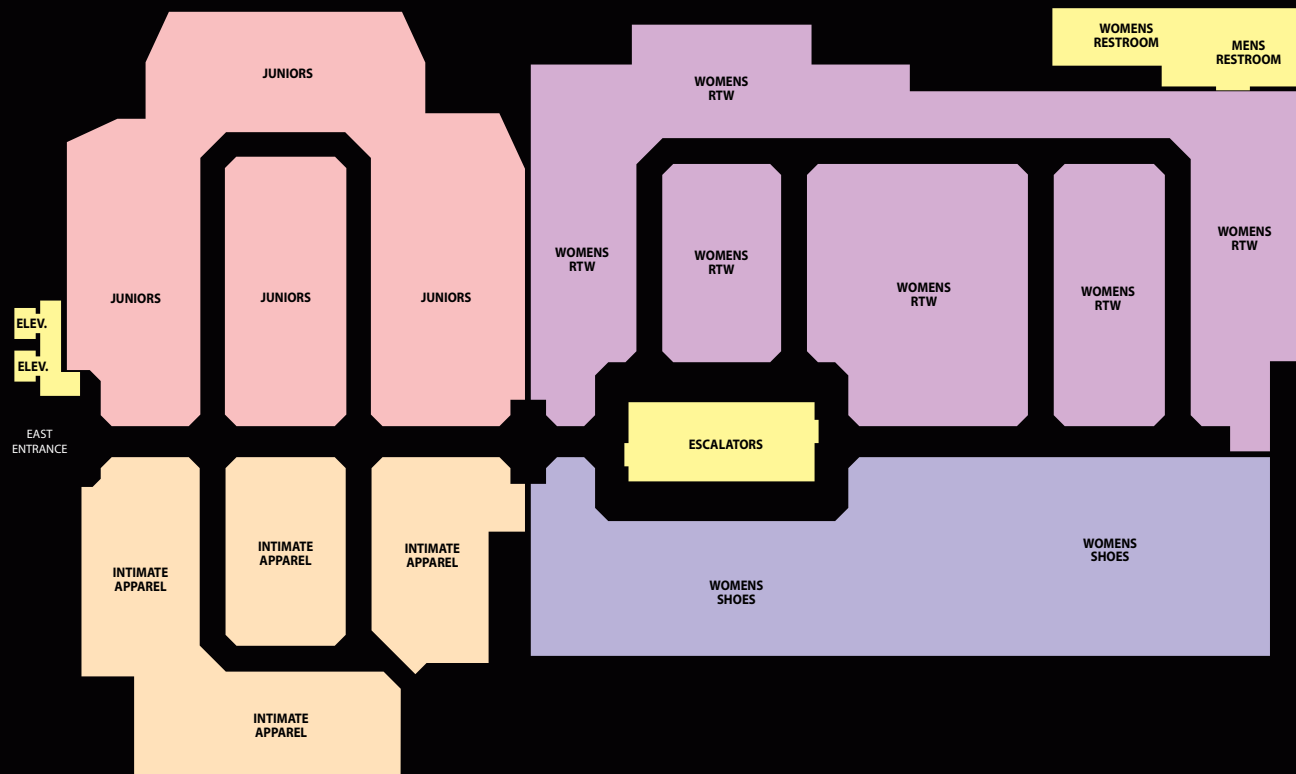 WOMENS
RESTROOM
MENS
RESTROOM
JUNIORS
WOMENS
RTW
JUNIORS
JUNIORS
JUNIORS
WOMENS
RTW
WOMENS
RTW
WOMENS
RTW
WOMENS
RTW
WOMENS
RTW
ELEV.
ELEV.
EAST
ENTRANCE
ESCALATORS
INTIMATE
APPAREL
INTIMATE
APPAREL
INTIMATE
APPAREL
WOMENS
SHOES
WOMENS
SHOES
INTIMATE
APPAREL